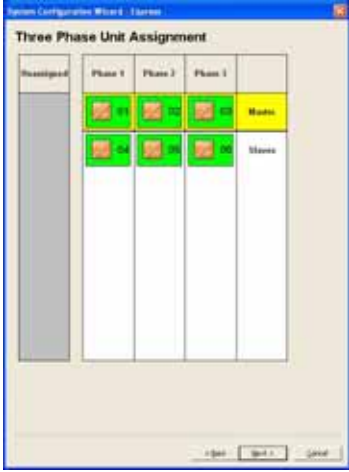 System Configuration Wizard - Xantrex
Three Phase Unit Assignment
Unassigned
Phase 1
Phase 2
Phase 3
01
02
03
Master
04
05
06
Slaves
< Back
Next >
Cancel